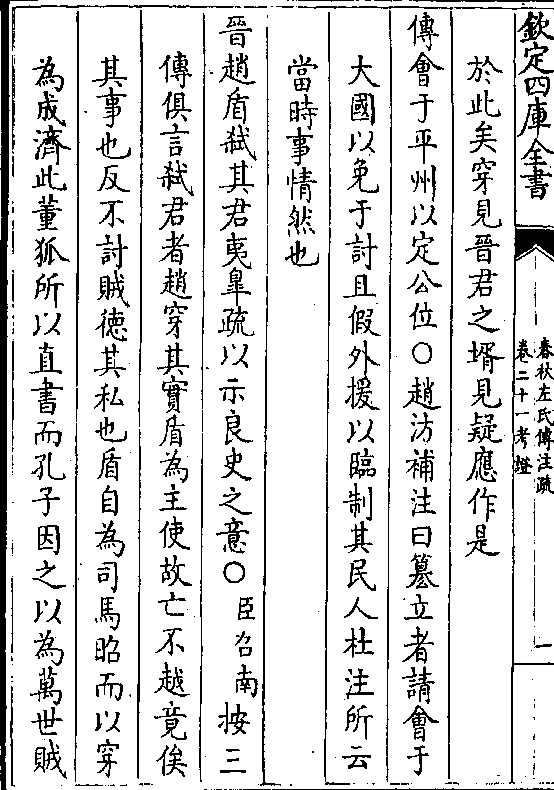 欽定四庫全書
春秋左氏傳注疏
卷二十一考證
一
於此矣穿見晉君之壻見疑應作是
傳會于平州以定公位○趙汸補注曰簒立者請會于
大國以免于討且假外援以臨制其民人杜注所云
當時事情然也
晉趙盾弑其君夷臯疏以示良史之意○臣召南按三
傳俱言弑君者趙穿其實盾為主使故亡不越竟俟
其事也反不討賊德其私也盾自為司馬昭而以穿
為成濟此董狐所以直書而孔子因之以為萬世賊